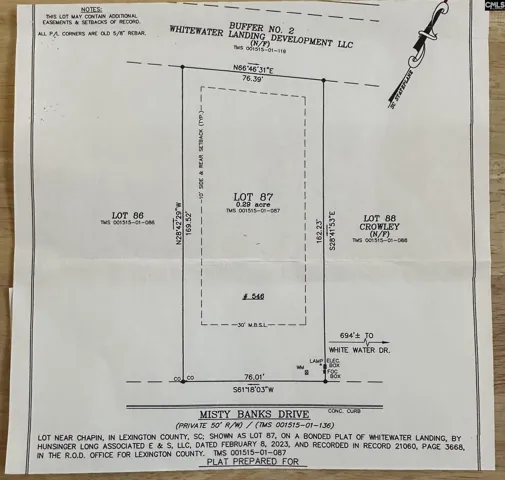 NOTES:
THIS LOT MAY CONTAIN ADDITIONAL
EASEMENTS & SETBACKS OF RECORD.
ALL P/L CORNERS ARE OLD 5/8" REBAR.
BUFFER NO. 2
WHITEWATER LANDING DEVELOPMENT LLC
(N/F)
TMS 001515-01-118
CMLS
SC STATEPLANE
N66°46'31"E
76.39'
10' SIDE & REAR SETBACK (TYP.)
LOT 87
0.29 acre
TMS 001515-01-087
LOT 86
TMS 001515-01-086
N28°42'29"W
169.52'
162.23'
S28°41'53"E
LOT 88
CROWLEY
(N/F)
TMS 001515-01-088
# 546
30' M.B.S.L.
694'± TO
WHITE WATER DR.
LAMP
ELEC.
BOX
WM
FOC
BOX
CO
CO
76.01'
S61°18'03"W
CONC. CURB
MISTY BANKS DRIVE
(PRIVATE 50' R/W) / (TMS 001515-01-136)
LOT NEAR CHAPIN, IN LEXINGTON COUNTY, SC; SHOWN AS LOT 87, ON A BONDED PLAT OF WHITEWATER LANDING, BY
HUNSINGER LONG ASSOCIATED E & S, LLC, DATED FEBRUARY 8, 2023, AND RECORDED IN RECORD 21060, PAGE 3668,
IN THE R.O.D. OFFICE FOR LEXINGTON COUNTY. TMS 001515-01-087
PLAT PREPARED FOR